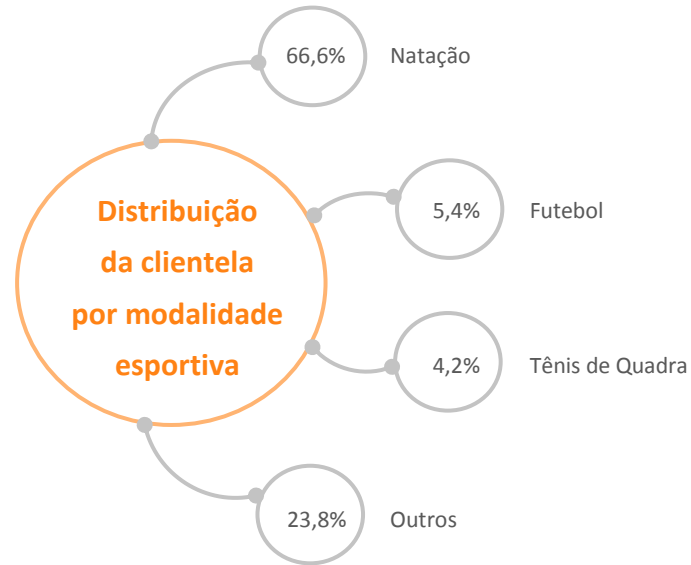 66,6% Natação
Distribuição
da clientela
por modalidade
esportiva
5,4% Futebol
4,2% Tênis de Quadra
23,8% Outros